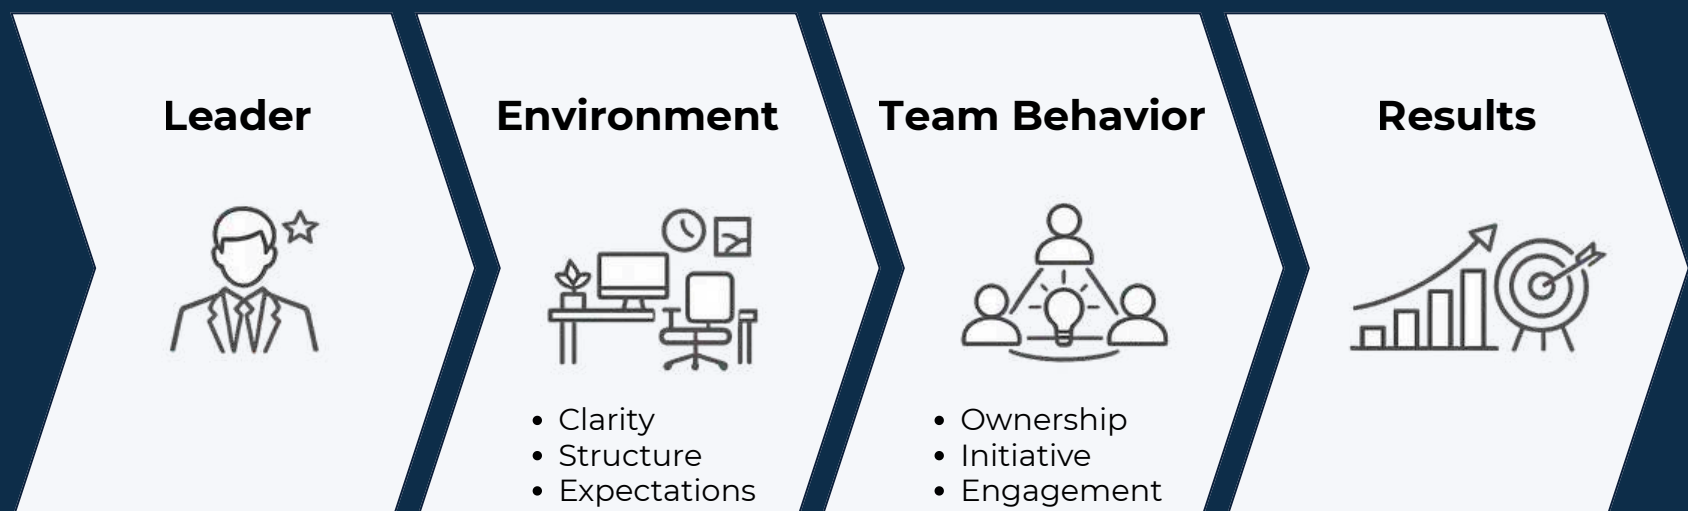 Leader
Environment
Team Behavior
Results
• Clarity
• Structure
• Expectations
• Ownership
• Initiative
• Engagement